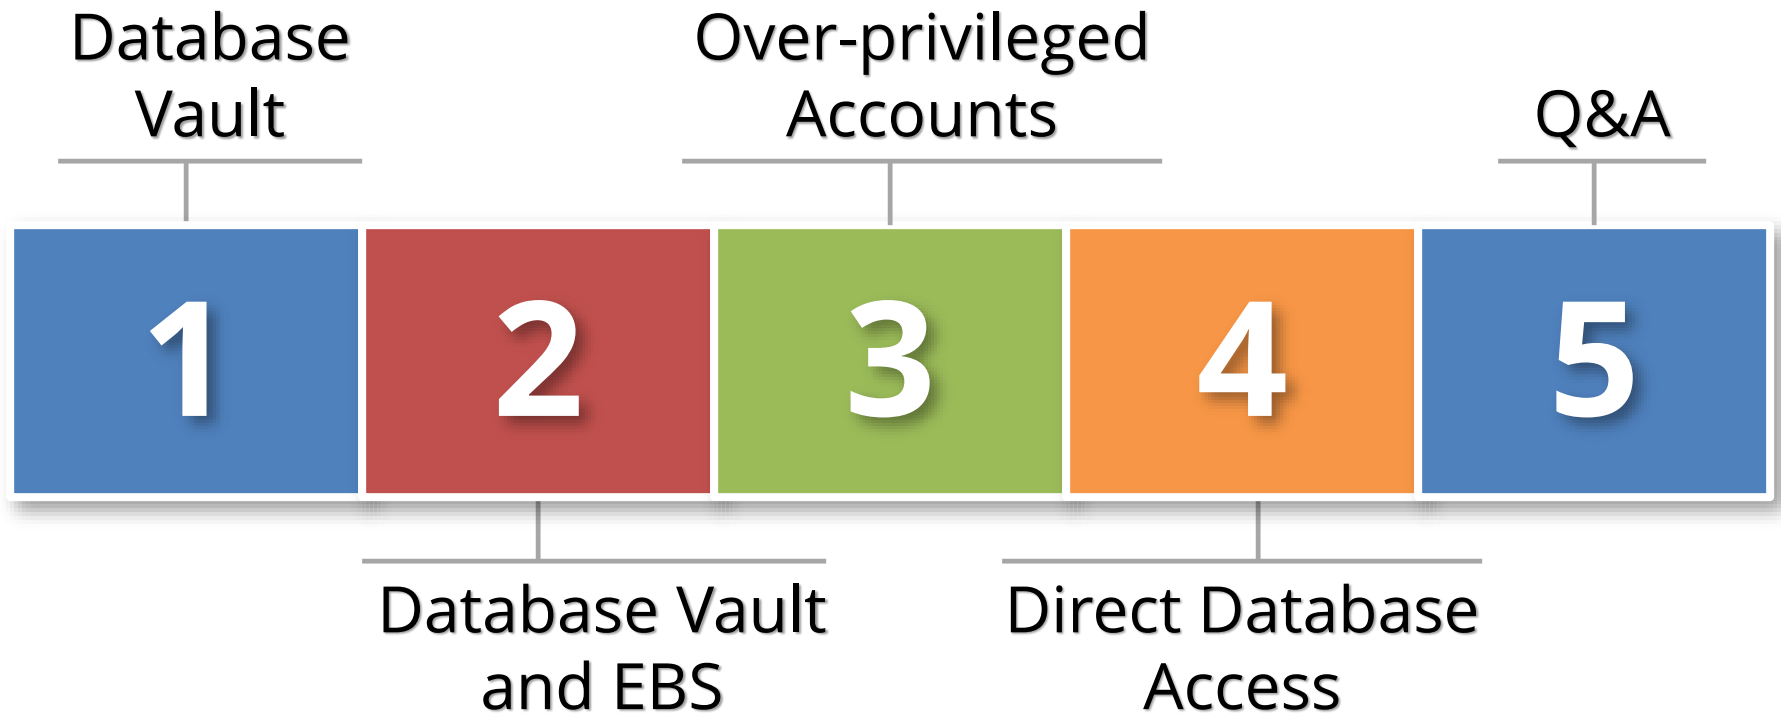 Database
Vault
Over-privileged
Accounts
Q&A
1
2
3
4
5
Database Vault
and EBS
Direct Database
Access